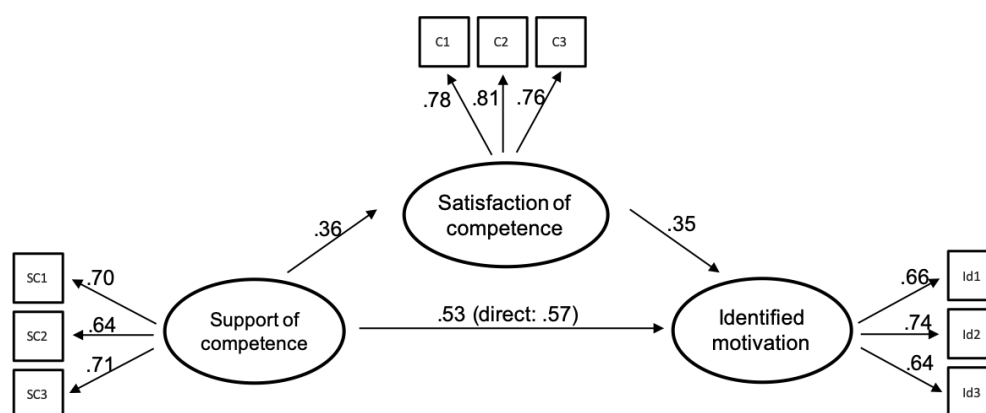 C1 C2 C3
.78 .81 .76
Satisfaction of
competence
.36 .35
SC1
.70
SC2
.64
SC3
.71
Support of
competence
.53 (direct: .57)
Identified
motivation
.66
Id1
.74
Id2
.64
Id3